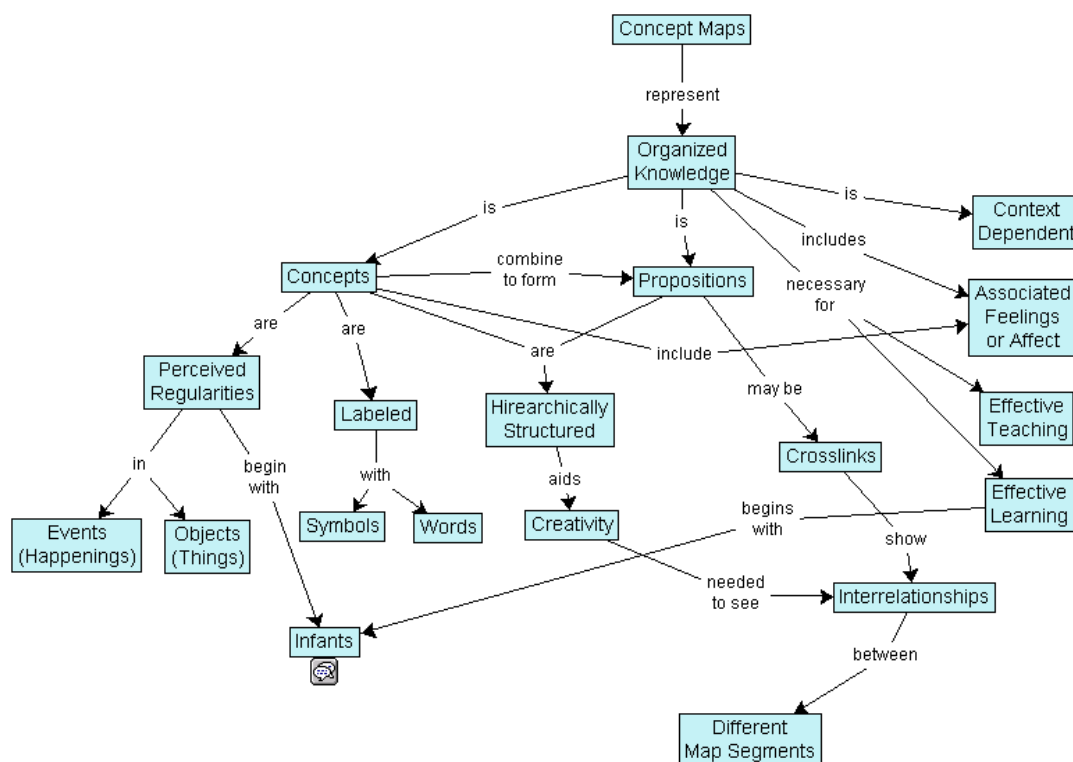 Concept Maps
represent
Organized
Knowledge
is
is
is
includes
Context
Dependent
combine
to form
Concepts
Propositions
necessary
for
Associated
Feelings
or Affect
are
are
are
include
Perceived
Regularities
Labeled
Hirearchically
Structured
may be
Effective
Teaching
in
begin
with
with
aids
Crosslinks
Effective
Learning
Events
(Happenings)
Objects
(Things)
Symbols
Words
Creativity
begins
with
show
needed
to see
Interrelationships
Infants
between
Different
Map Segments